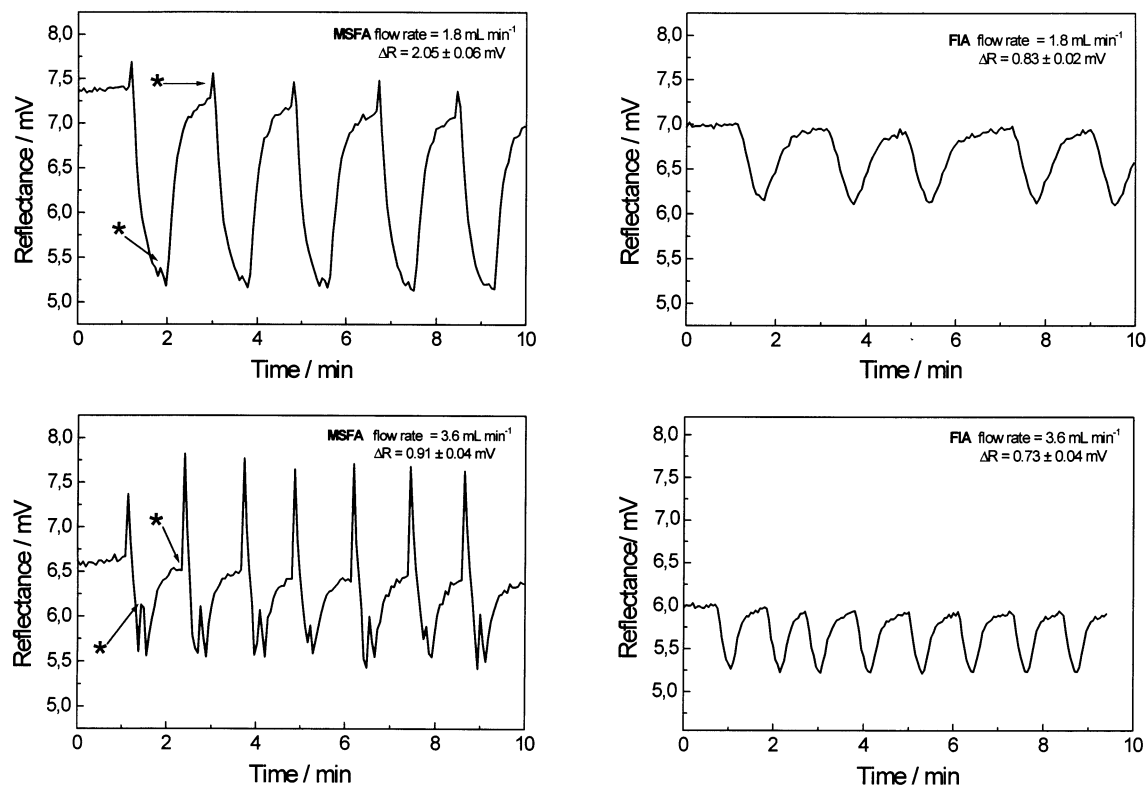 MSFA flow rate = 1.8 mL min⁻¹
ΔR = 2.05 ± 0.06 mV
*
*
8,0
7,5
7,0
6,5
6,0
5,5
5,0
Reflectance / mV
0 2 4 6 8 10
Time / min
FIA flow rate = 1.8 mL min⁻¹
ΔR = 0.83 ± 0.02 mV
8,0
7,5
7,0
6,5
6,0
5,5
5,0
Reflectance / mV
0 2 4 6 8 10
Time / min
MSFA flow rate = 3.6 mL min⁻¹
ΔR = 0.91 ± 0.04 mV
*
*
8,0
7,5
7,0
6,5
6,0
5,5
5,0
Reflectance / mV
0 2 4 6 8 10
Time / min
FIA flow rate = 3.6 mL min⁻¹
ΔR = 0.73 ± 0.04 mV
8,0
7,5
7,0
6,5
6,0
5,5
5,0
Reflectance/ mV
0 2 4 6 8 10
Time / min